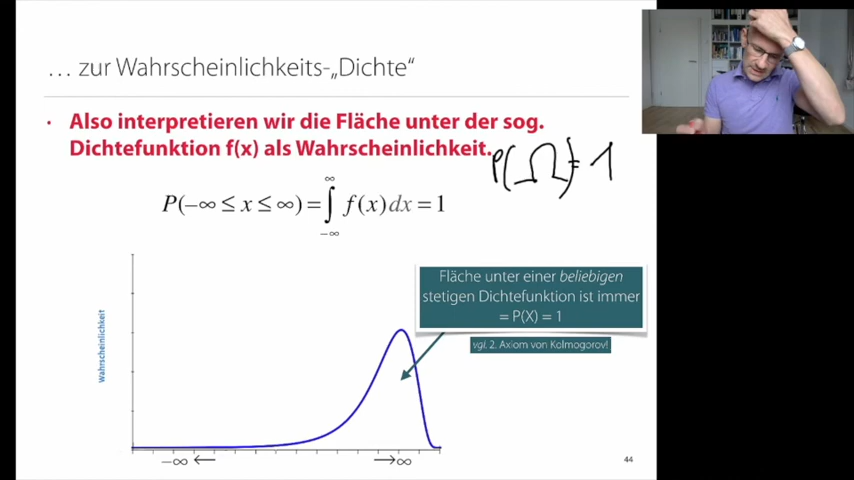 … zur Wahrscheinlichkeits-„Dichte“
• Also interpretieren wir die Fläche unter der sog.
Dichtefunktion f(x) als Wahrscheinlichkeit.
P(Ω) = 1
P(−∞ ≤ x ≤ ∞) = ∫_{−∞}^{∞} f(x)dx = 1
Fläche unter einer beliebigen
stetigen Dichtefunktion ist immer
= P(X) = 1
vgl. 2. Axiom von Kolmogorov!
Wahrscheinlichkeit
−∞ ← → ∞
44